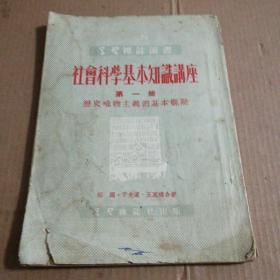 學習雜誌叢書
社會科學基本知識講座
第一册
歷史唯物主義的基本觀點
學習雜誌社出版